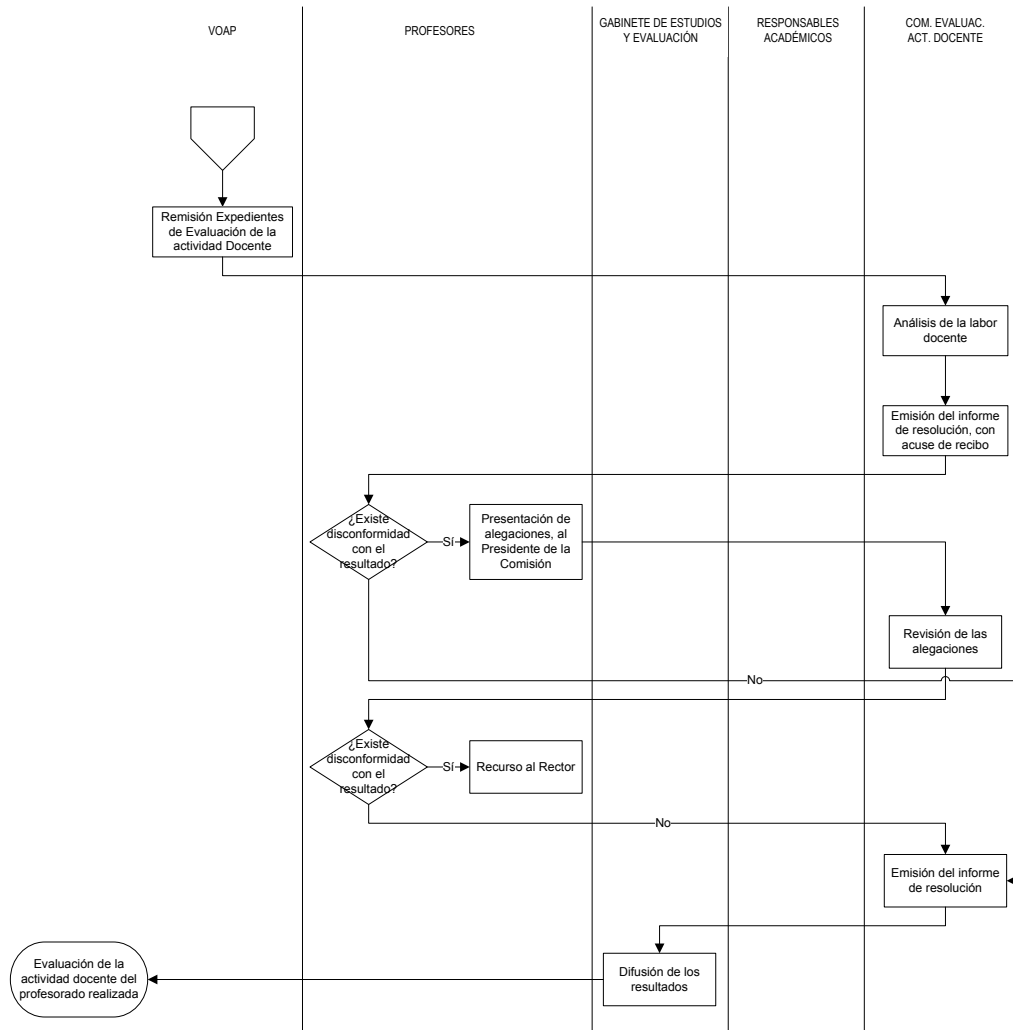 VOAP
PROFESORES
GABINETE DE ESTUDIOS
Y EVALUACIÓN
RESPONSABLES
ACADÉMICOS
COM. EVALUAC.
ACT. DOCENTE
Remisión Expedientes
de Evaluación de la
actividad Docente
Análisis de la labor
docente
Emisión del informe
de resolución, con
acuse de recibo
¿Existe
disconformidad
con el
resultado?
Sí
Presentación de
alegaciones, al
Presidente de la
Comisión
Revisión de las
alegaciones
No
¿Existe
disconformidad
con el
resultado?
Sí
Recurso al Rector
No
Emisión del informe
de resolución
Difusión de los
resultados
Evaluación de la
actividad docente del
profesorado realizada